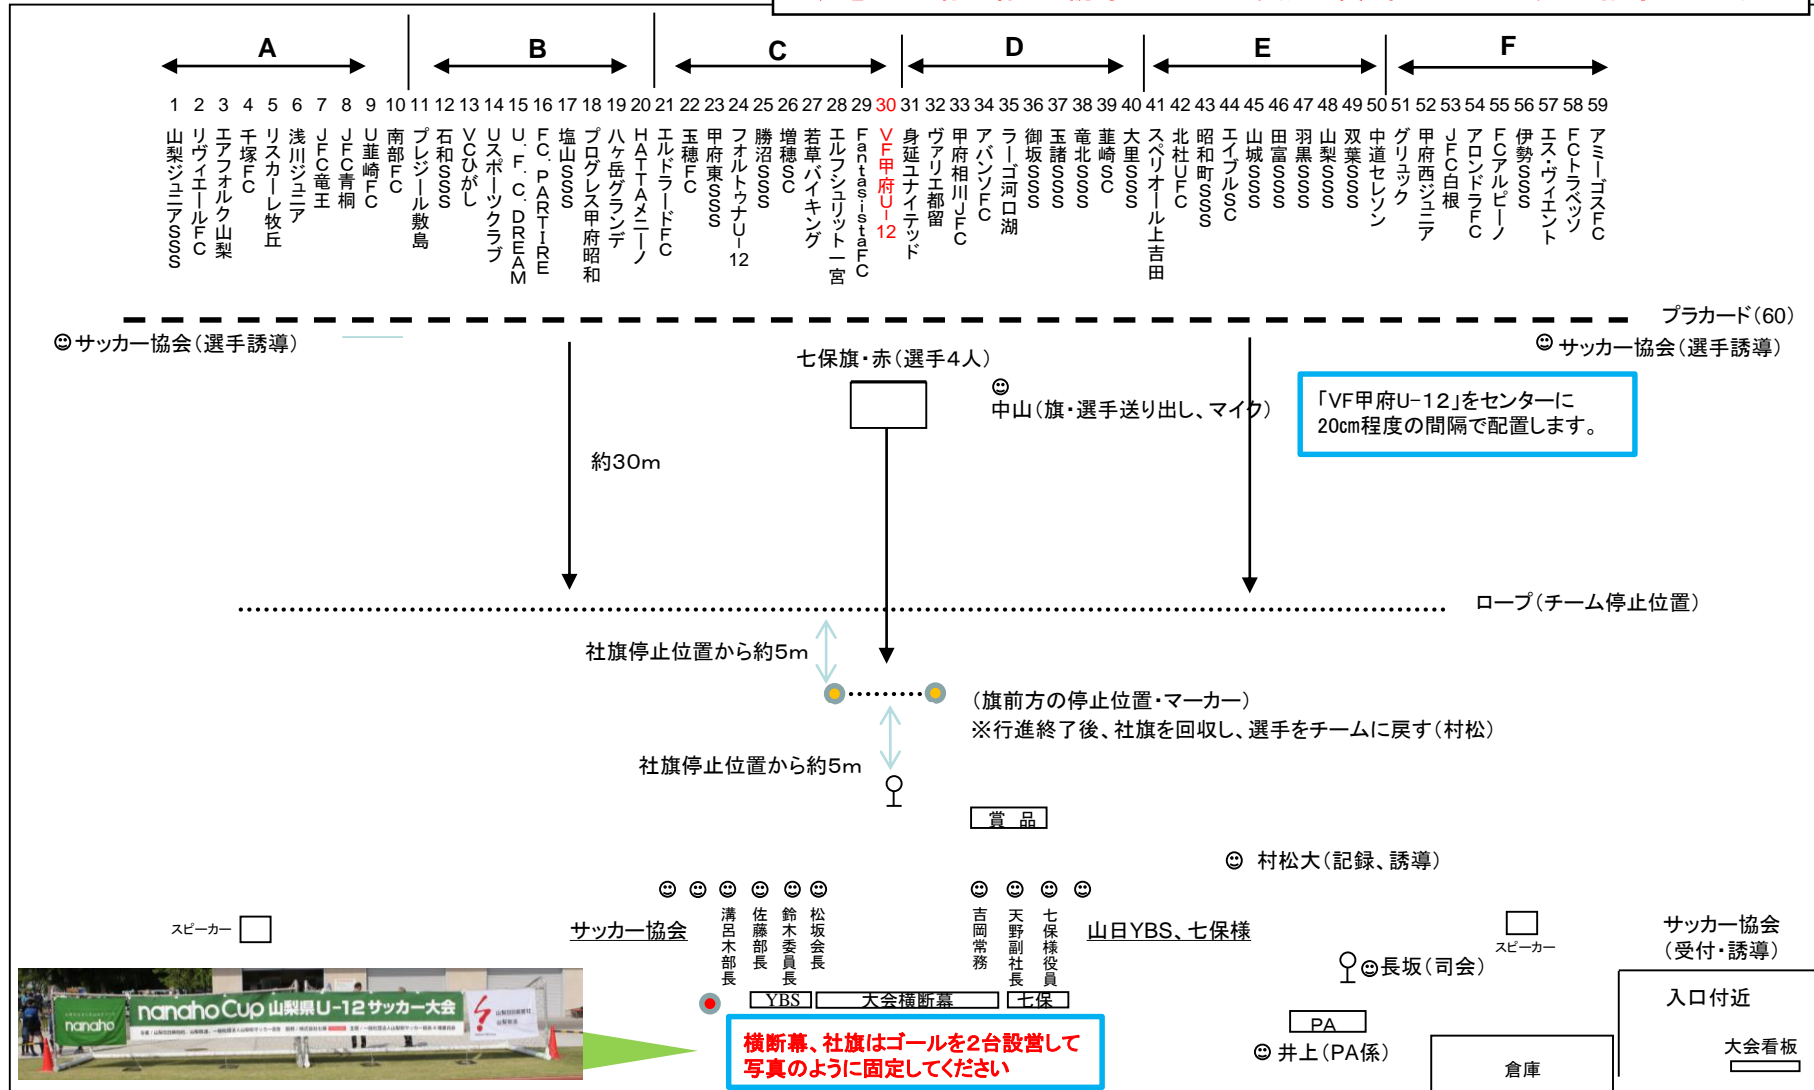 A
B
C
D
E
F
1 2 3 4 5 6 7 8 9 10 11 12 13 14 15 16 17 18 19 20 21 22 23 24 25 26 27 28 29 30 31 32 33 34 35 36 37 38 39 40 41 42 43 44 45 46 47 48 49 50 51 52 53 54 55 56 57 58 59
山梨ジュニアSSS
リヴィエールFC
エアフォルク山梨
千塚FC
リスカーレ牧丘
浅川ジュニア
JFC竜王
JFC青桐
U韮崎FC
南部FC
プレジール敷島
石和SSS
VCひがし
Uスポーツクラブ
U.F.C.DREAM
FC.PARTIRE
塩山SSS
プログレス甲府昭和
八ヶ岳グランデ
HATTAメニーノ
エルドラードFC
玉穂FC
甲府東SSS
フォルトゥナU-12
勝沼SSS
増穂SC
若草バイキング
エルフシュリット一宮
FantasistaFC
VF甲府U-12
身延ユナイテッド
ヴァリエ都留
甲府相川JFC
アバンソFC
ラーゴ河口湖
御坂SSS
玉諸SSS
竜北SSS
韮崎SC
大里SSS
スペリオール上吉田
北杜UFC
昭和町SSS
エイブルSC
山城SSS
田富SSS
羽黒SSS
山梨SSS
双葉SSS
中道セレソン
グリュック
甲府西ジュニア
JFC白根
アロンドラFC
FCアルピーノ
伊勢SSS
エス・ヴィエント
FCトラベッソ
アミーゴスFC
プラカード(60)
サッカー協会(選手誘導)
サッカー協会(選手誘導)
七保旗・赤(選手4人)
中山(旗・選手送り出し、マイク)
「VF甲府U-12」をセンターに
20㎝程度の間隔で配置します。
約30m
ロープ(チーム停止位置)
社旗停止位置から約5m
(旗前方の停止位置・マーカー)
※行進終了後、社旗を回収し、選手をチームに戻す(村松)
社旗停止位置から約5m
賞 品
村松大(記録、誘導)
スピーカー
サッカー協会
溝呂木部長
佐藤部長
鈴木委員長
松坂会長
吉岡常務
天野副社長
七保様役員
山日YBS、七保様
スピーカー
サッカー協会
(受付・誘導)
長坂(司会)
入口付近
YBS
大会横断幕
七保
PA
井上(PA係)
倉庫
大会看板
横断幕、社旗はゴールを2台設営して
写真のように固定してください
nanaho
nanaho Cup 山梨県U-12サッカー大会